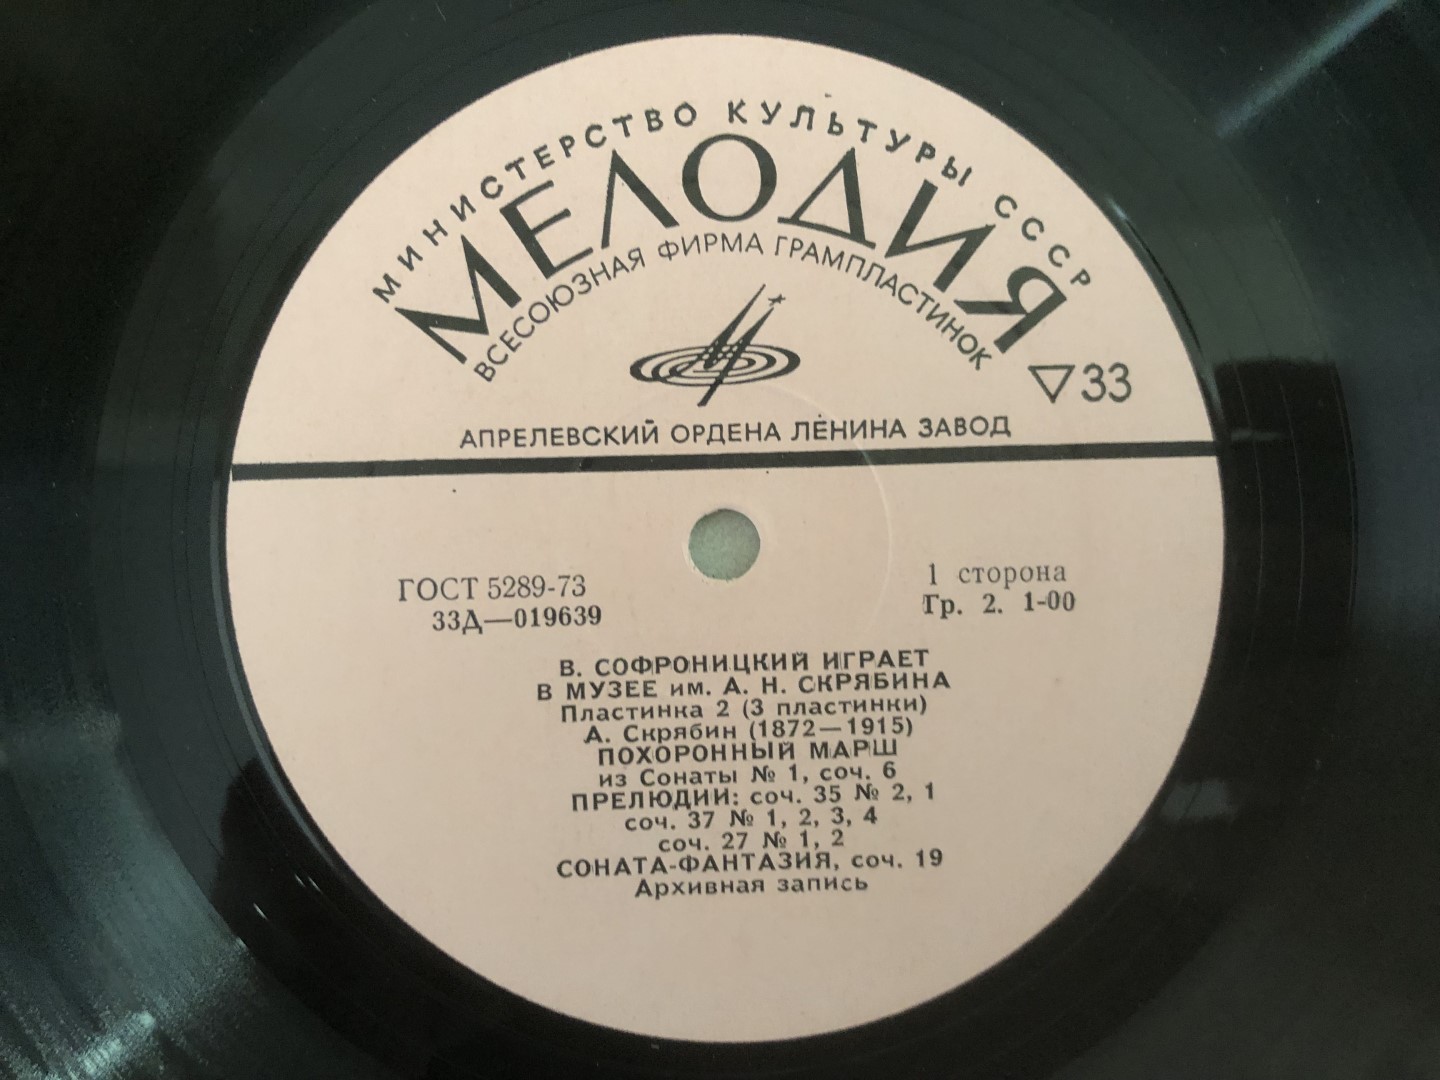 МИНИСТЕРСТВО КУЛЬТУРЫ СССР
МЕЛОДИЯ
ВСЕСОЮЗНАЯ ФИРМА ГРАМПЛАСТИНОК
33
АПРЕЛЕВСКИЙ ОРДЕНА ЛЕНИНА ЗАВОД
ГОСТ 5289-73
33Д—019639
1 сторона
Гр. 2. 1-00
В. СОФРОНИЦКИЙ ИГРАЕТ
В МУЗЕЕ им. А. Н. СКРЯБИНА
Пластинка 2 (3 пластинки)
А. Скрябин (1872—1915)
ПОХОРОННЫЙ МАРШ
из Сонаты № 1, соч. 6
ПРЕЛЮДИИ: соч. 35 № 2, 1
соч. 37 № 1, 2, 3, 4
соч. 27 № 1, 2
СОНАТА-ФАНТАЗИЯ, соч. 19
Архивная запись